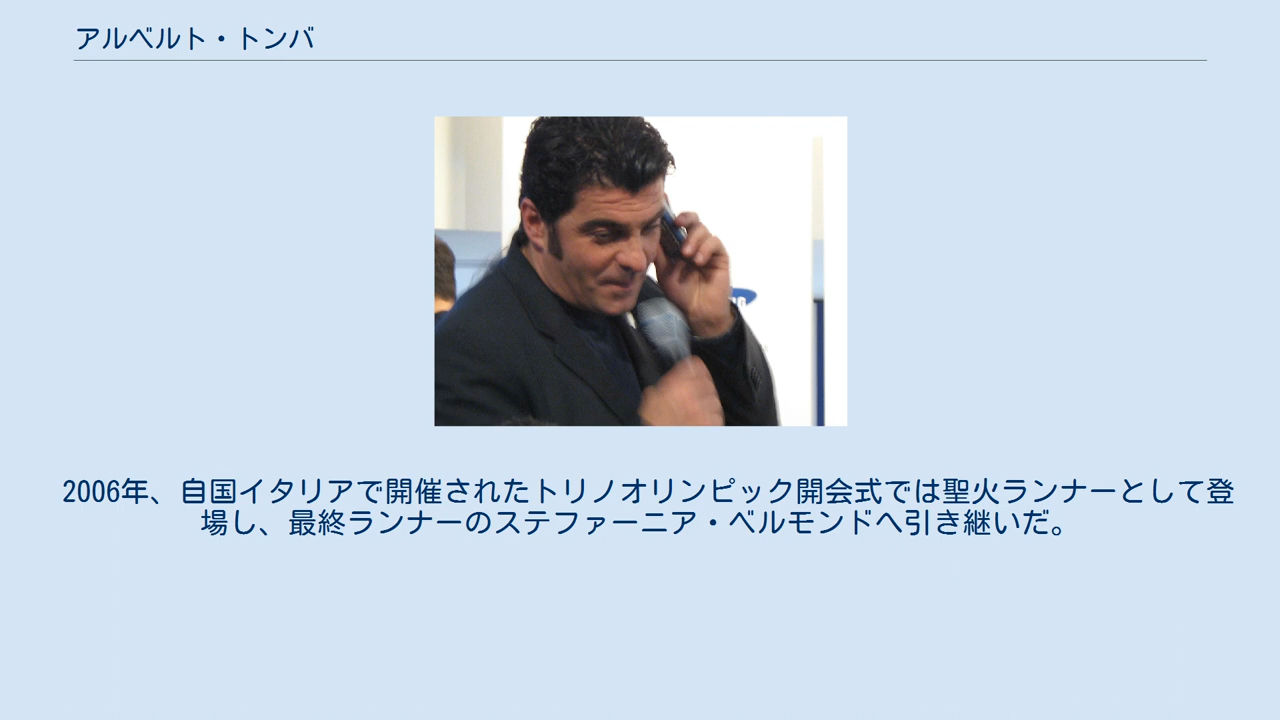 アルベルト・トンバ
2006年、自国イタリアで開催されたトリノオリンピック開会式では聖火ランナーとして登
場し、最終ランナーのステファーニア・ベルモンドへ引き継いだ。